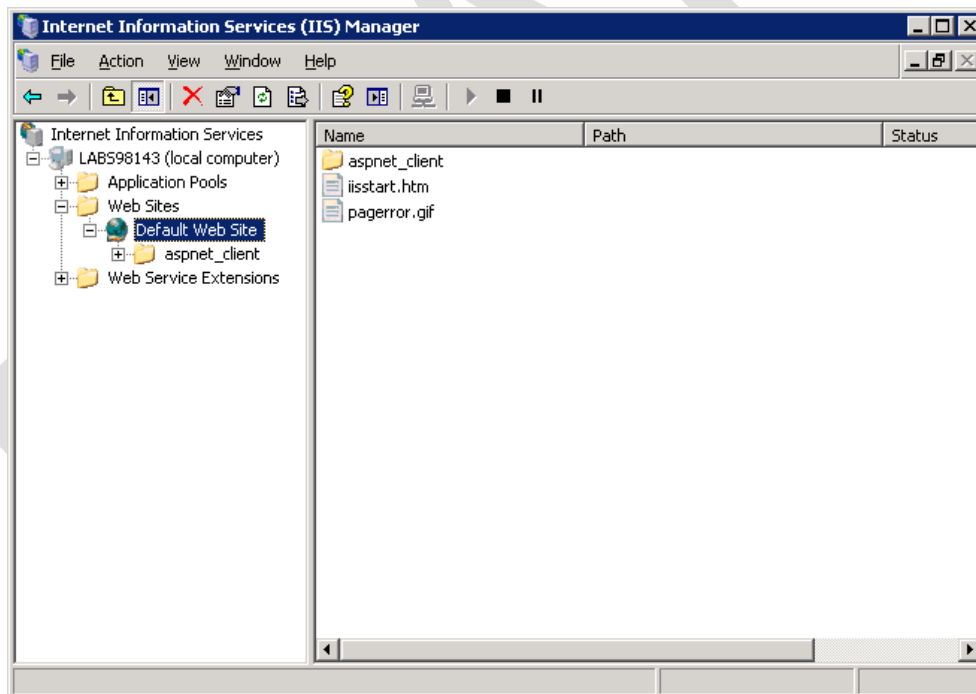 Internet Information Services (IIS) Manager
File Action View Window Help
Internet Information Services
LABS98143 (local computer)
Application Pools
Web Sites
Default Web Site
aspnet_client
Web Service Extensions
Name Path Status
aspnet_client
iisstart.htm
pagerror.gif